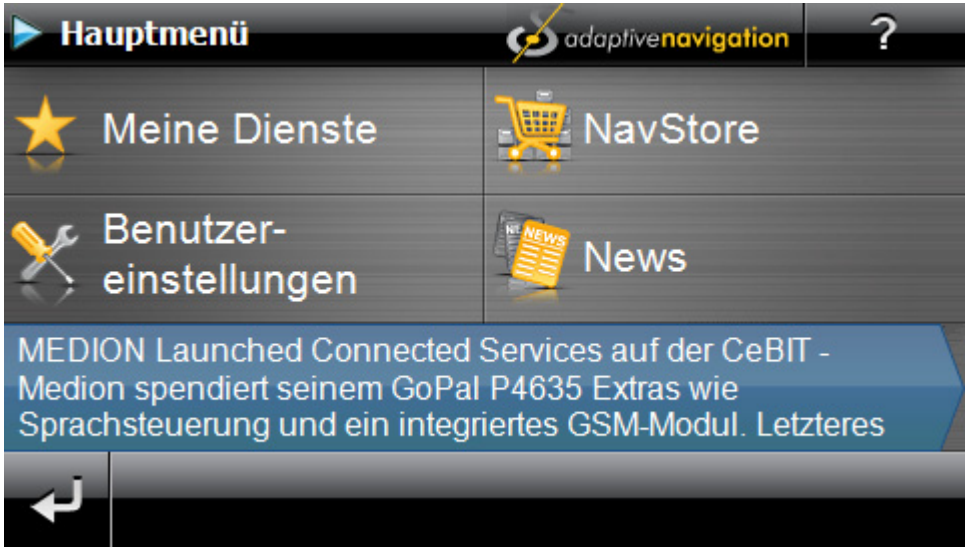 Hauptmenü
adaptivenavigation
?
Meine Dienste
NavStore
Benutzer-
einstellungen
NEWS
News
MEDION Launched Connected Services auf der CeBIT -
Medion spendiert seinem GoPal P4635 Extras wie
Sprachsteuerung und ein integriertes GSM-Modul. Letzteres